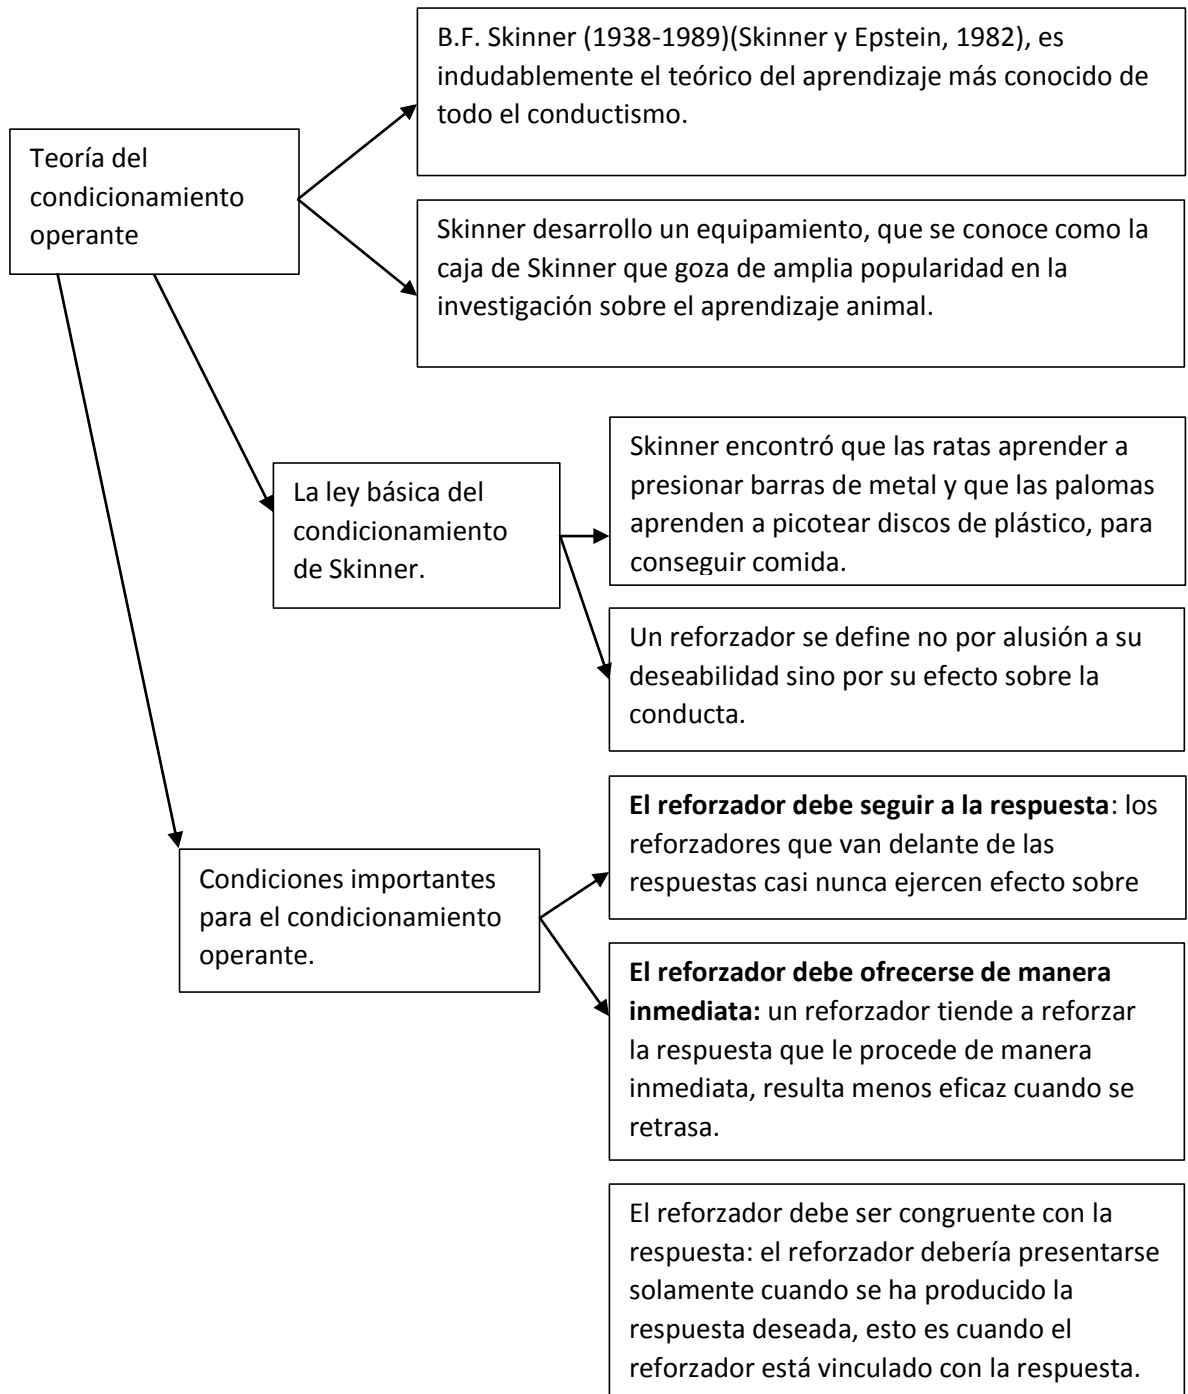 B.F. Skinner (1938-1989)(Skinner y Epstein, 1982), es
indudablemente el teórico del aprendizaje más conocido de
todo el conductismo.
Teoría del
condicionamiento
operante
Skinner desarrollo un equipamiento, que se conoce como la
caja de Skinner que goza de amplia popularidad en la
investigación sobre el aprendizaje animal.
La ley básica del
condicionamiento
de Skinner.
Skinner encontró que las ratas aprender a
presionar barras de metal y que las palomas
aprenden a picotear discos de plástico, para
conseguir comida.
Un reforzador se define no por alusión a su
deseabilidad sino por su efecto sobre la
conducta.
Condiciones importantes
para el condicionamiento
operante.
El reforzador debe seguir a la respuesta: los
reforzadores que van delante de las
respuestas casi nunca ejercen efecto sobre
El reforzador debe ofrecerse de manera
inmediata: un reforzador tiende a reforzar
la respuesta que le procede de manera
inmediata, resulta menos eficaz cuando se
retrasa.
El reforzador debe ser congruente con la
respuesta: el reforzador debería presentarse
solamente cuando se ha producido la
respuesta deseada, esto es cuando el
reforzador está vinculado con la respuesta.